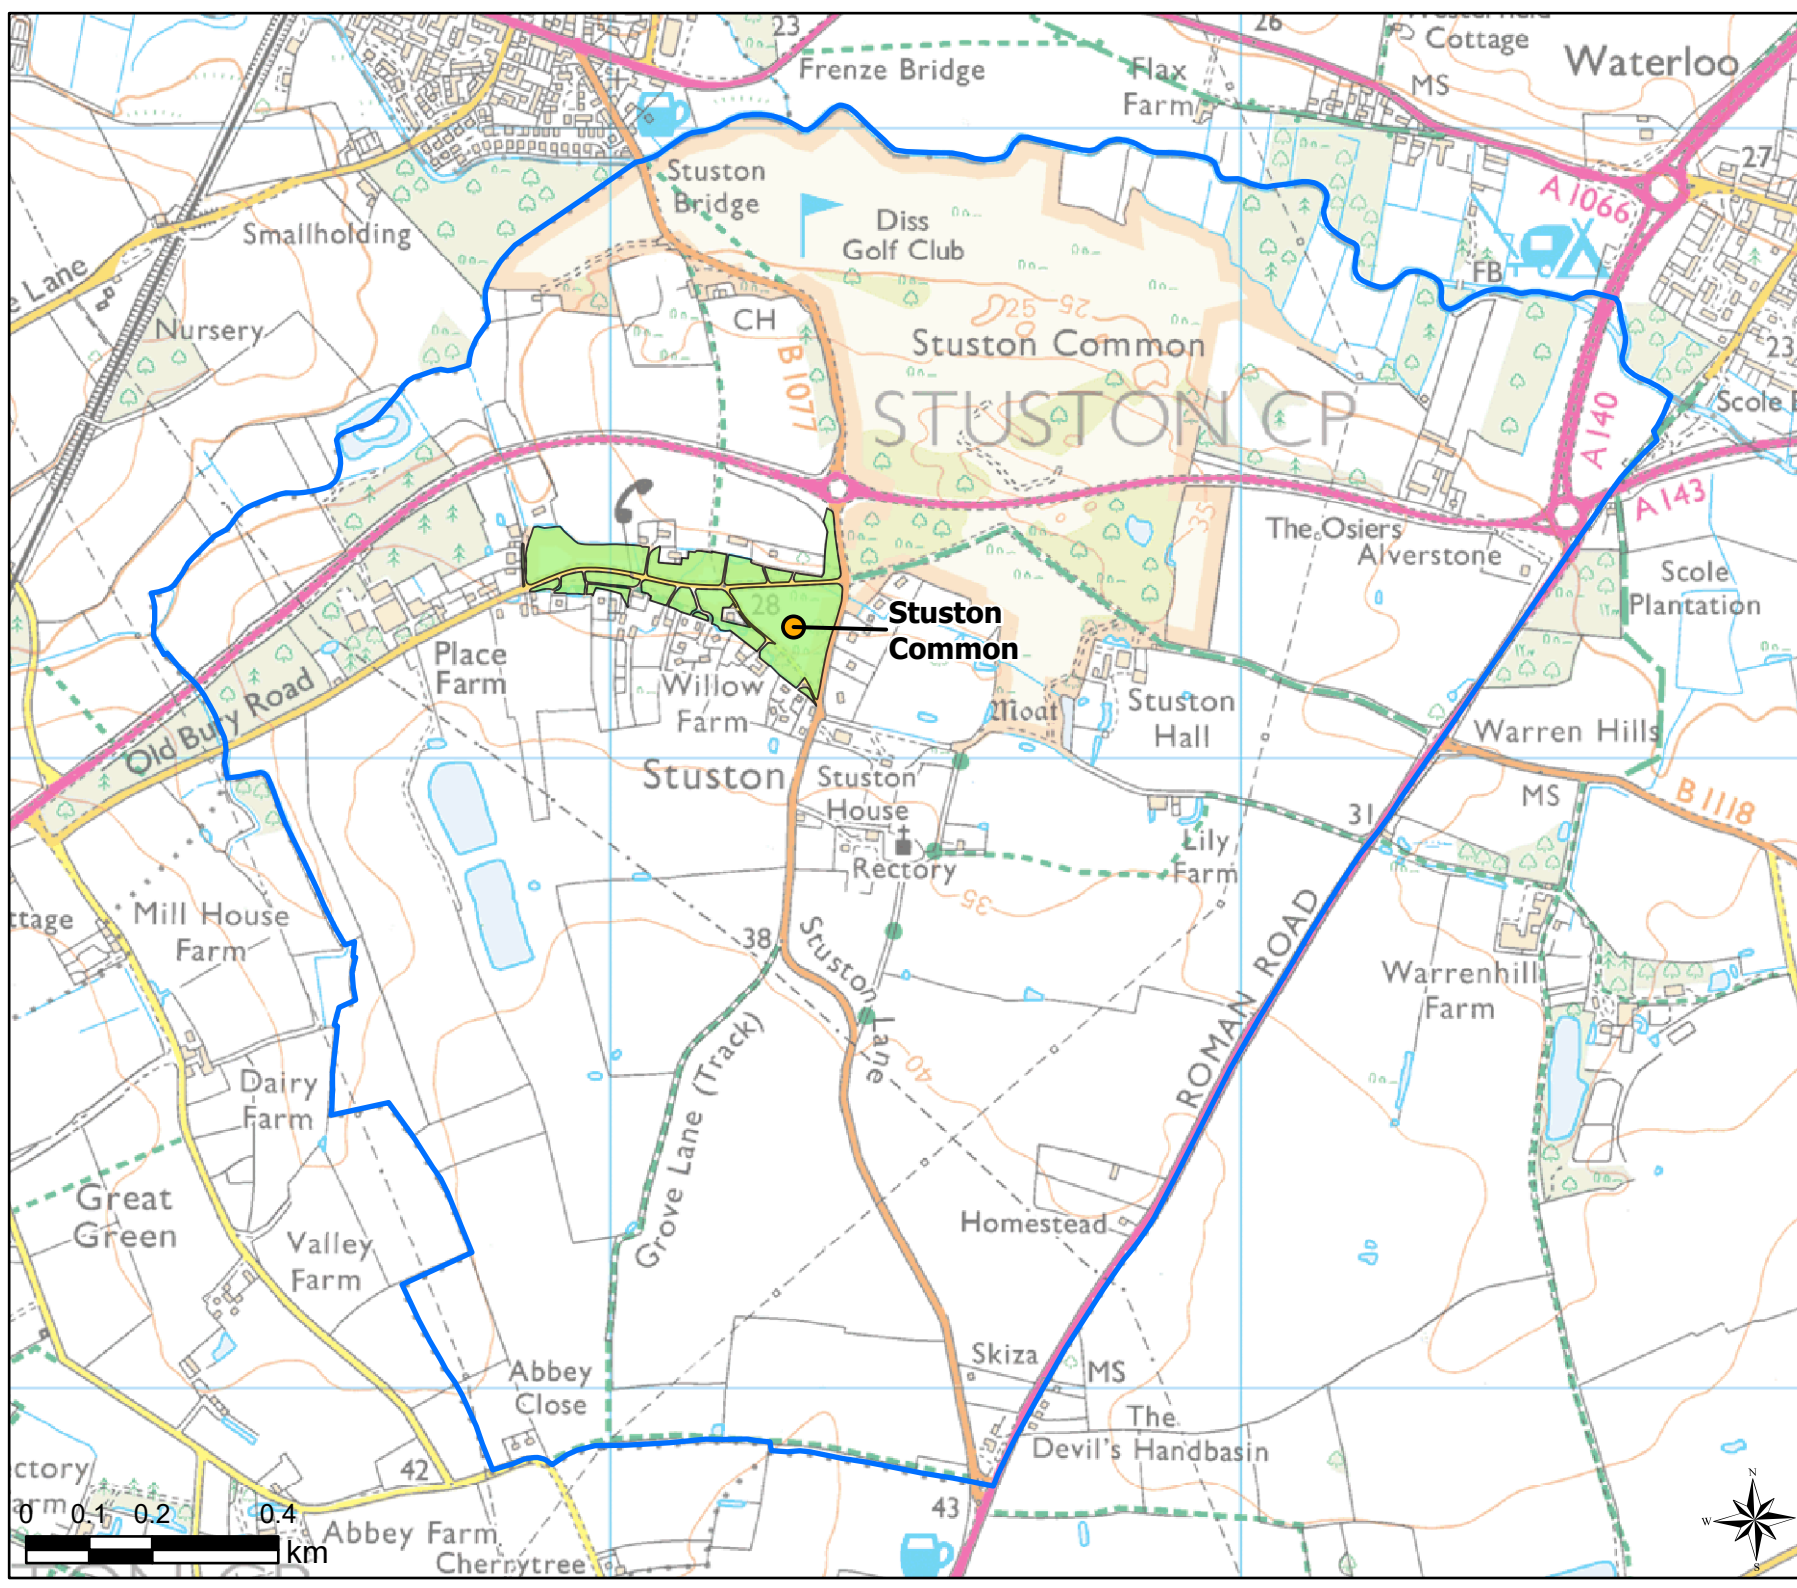 23
26
Cottage
Waterloo
Frenze Bridge
Flax
Farm
MS
27
A 1066
Stuston
Bridge
Diss
Golf Club
Smallholding
FB
Lane
Nursery
CH
25
25
Stuston Common
B 1077
STUSTON CP
A 140
23
Scole
A 143
35
The Osiers
Alverstone
Scole
Plantation
28
Stuston
Common
Place
Farm
Willow
Farm
Moat
Stuston
Hall
Old Bury Road
Warren Hills
Stuston
Stuston
House
MS
B 1118
31
Lily
Farm
Rectory
35
ttage
Mill House
Farm
38
Stuston Lane
ROMAN ROAD
Warrenhill
Farm
40
Dairy
Farm
Grove Lane (Track)
Great
Green
Homestead
Valley
Farm
Skiza
MS
Abbey
Close
The
Devil's Handbasin
42
ectory
arm
43
0 0.1 0.2 0.4
km
Abbey Farm
Cherrytree
N
W
S